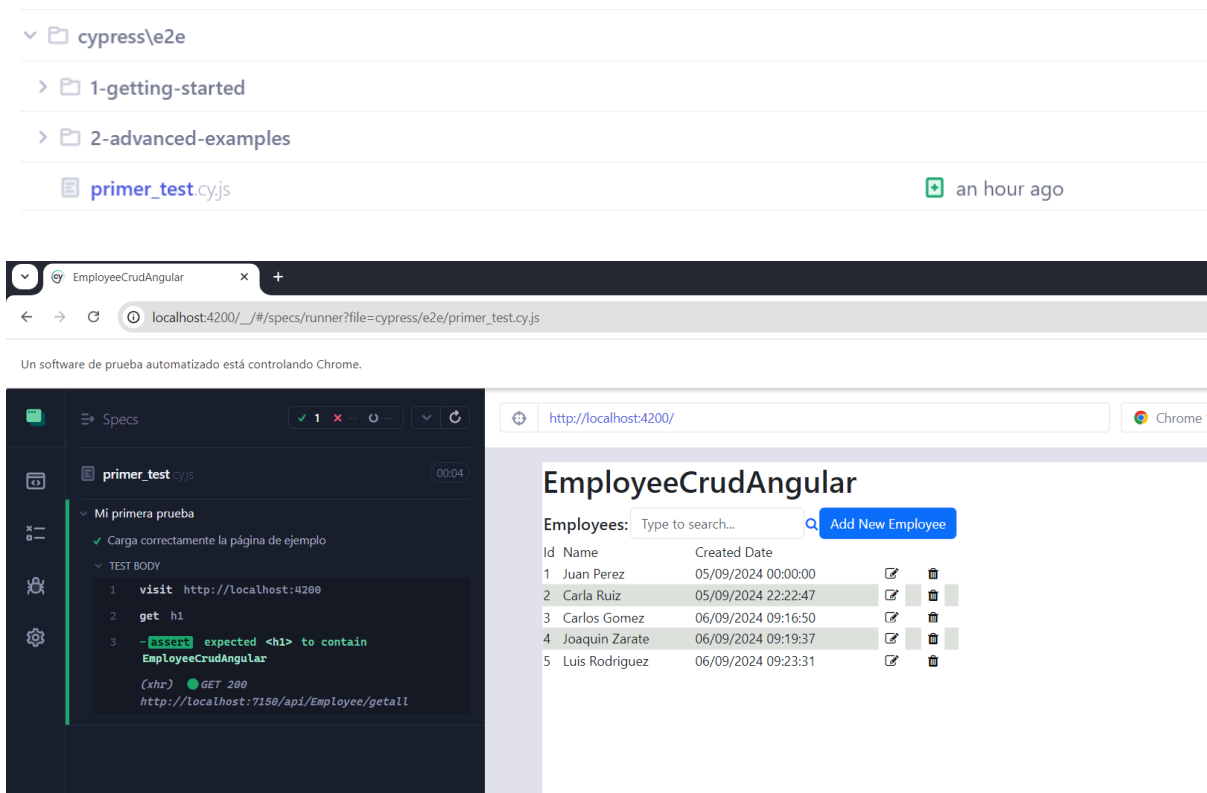 cypress\e2e
1-getting-started
2-advanced-examples
primer_test.cy.js an hour ago
cy EmployeeCrudAngular
localhost:4200/__/#/specs/runner?file=cypress/e2e/primer_test.cy.js
Un software de prueba automatizado está controlando Chrome.
Specs 1 -- --
http://localhost:4200/ Chrome
primer_test.cy.js 00:04
Mi primera prueba
Carga correctamente la página de ejemplo
TEST BODY
1 visit http://localhost:4200
2 get h1
3 -assert expected <h1> to contain
EmployeeCrudAngular
(xhr) GET 200
http://localhost:7150/api/Employee/getall
EmployeeCrudAngular
Employees: Type to search... Add New Employee
Id Name Created Date
1 Juan Perez 05/09/2024 00:00:00
2 Carla Ruiz 05/09/2024 22:22:47
3 Carlos Gomez 06/09/2024 09:16:50
4 Joaquin Zarate 06/09/2024 09:19:37
5 Luis Rodriguez 06/09/2024 09:23:31